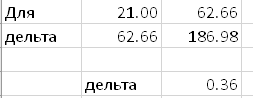 Для 21.00 62.66
дельта 62.66 186.98
дельта 0.36